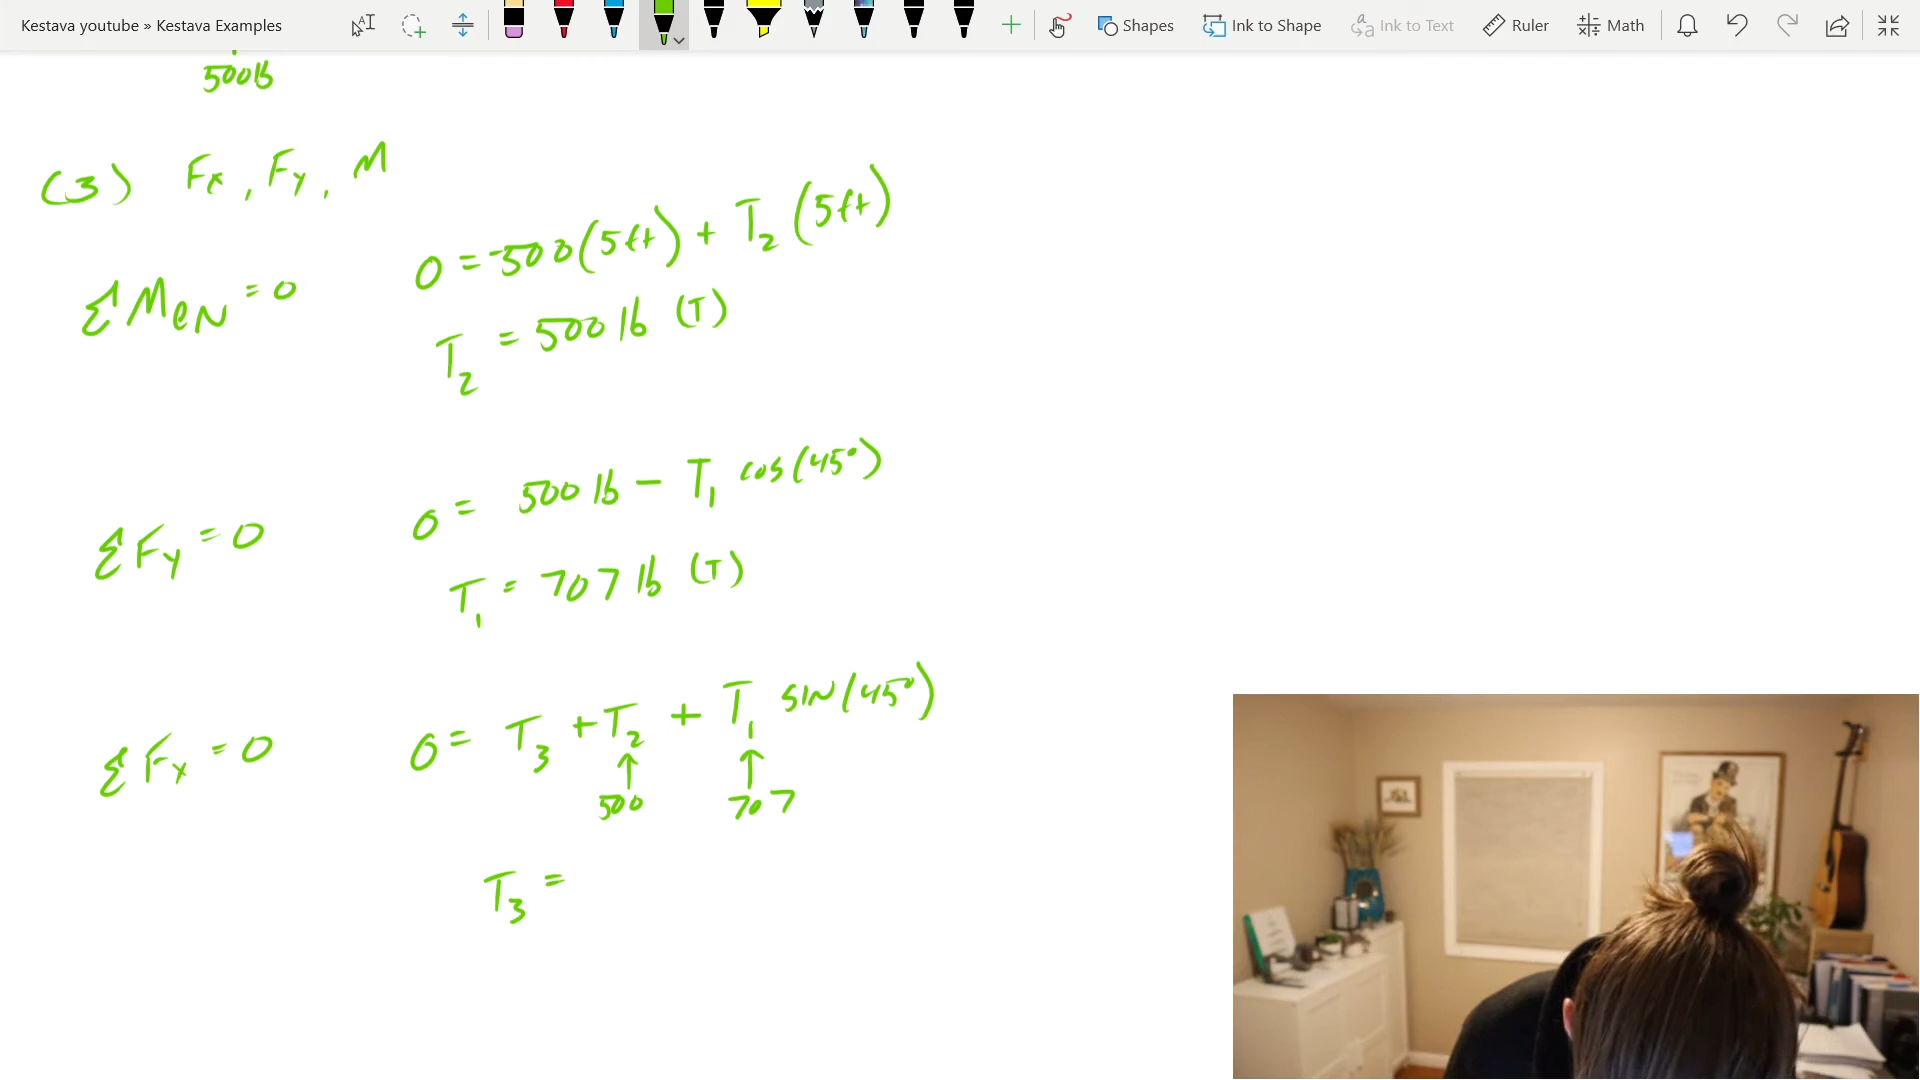 Kestava youtube » Kestava Examples
Shapes
Ink to Shape
Ink to Text
Ruler
Math
500lb
(3) Fx, Fy, M
ΣM@N = 0
0 = -500(5ft) + T₂(5ft)
T₂ = 500 lb (T)
ΣFy = 0
0 = 500 lb - T₁ cos(45°)
T₁ = 707 lb (T)
ΣFx = 0
0 = T₃ + T₂ + T₁ SIN(45°)
↑ ↑
500 707
T₃ =